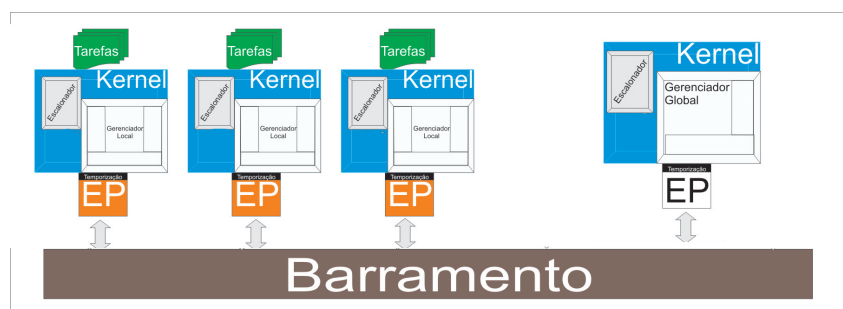 Tarefas
Kernel
Escalonador
Gerenciador
Local
Temporização
EP
Tarefas
Kernel
Escalonador
Gerenciador
Local
Temporização
EP
Tarefas
Kernel
Escalonador
Gerenciador
Local
Temporização
EP
Kernel
Escalonador
Gerenciador
Global
Temporização
EP
Barramento